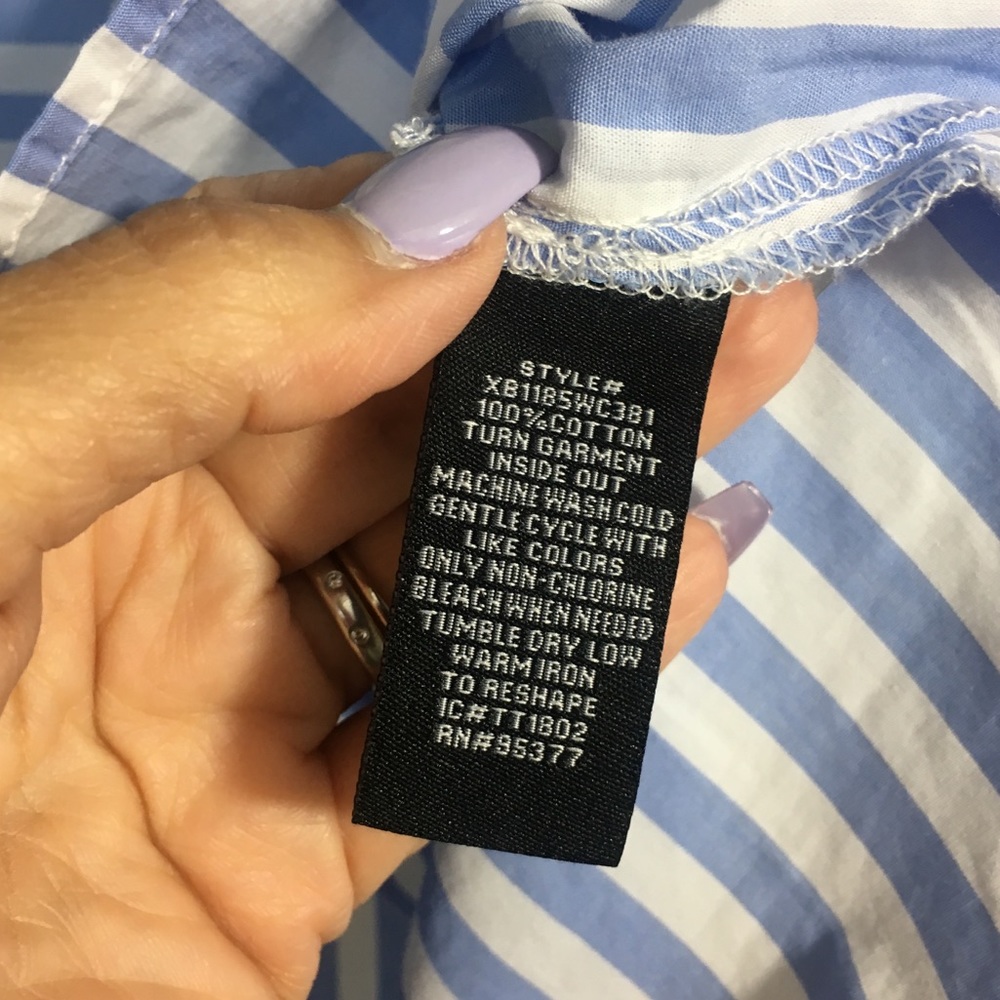 STYLE#
XB1185WC381
100%COTTON
TURN GARMENT
INSIDE OUT
MACHINE WASH COLD
GENTLE CYCLE WITH
LIKE COLORS
ONLY NON-CHLORINE
BLEACH WHEN NEEDED
TUMBLE DRY LOW
WARM IRON
TO RESHAPE
IC#TT1802
RN#95377